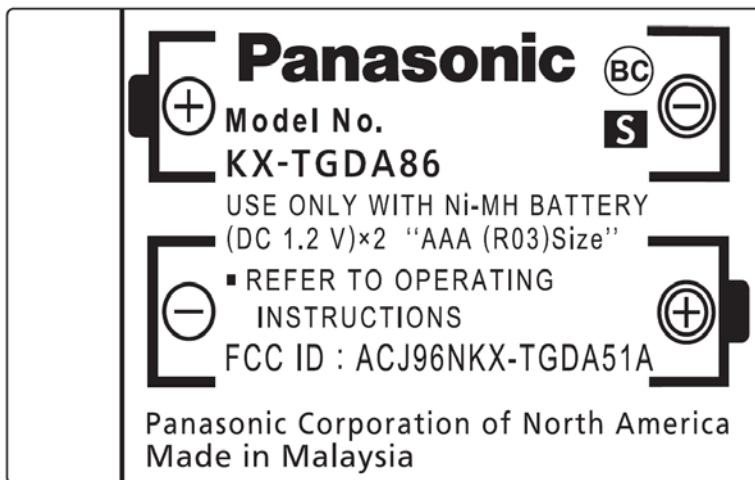 Panasonic
BC
Model No.
S
KX-TGDA86
USE ONLY WITH Ni-MH BATTERY
(DC 1.2 V)×2 “AAA (R03)Size”
▪ REFER TO OPERATING
INSTRUCTIONS
FCC ID : ACJ96NKX-TGDA51A
Panasonic Corporation of North America
Made in Malaysia